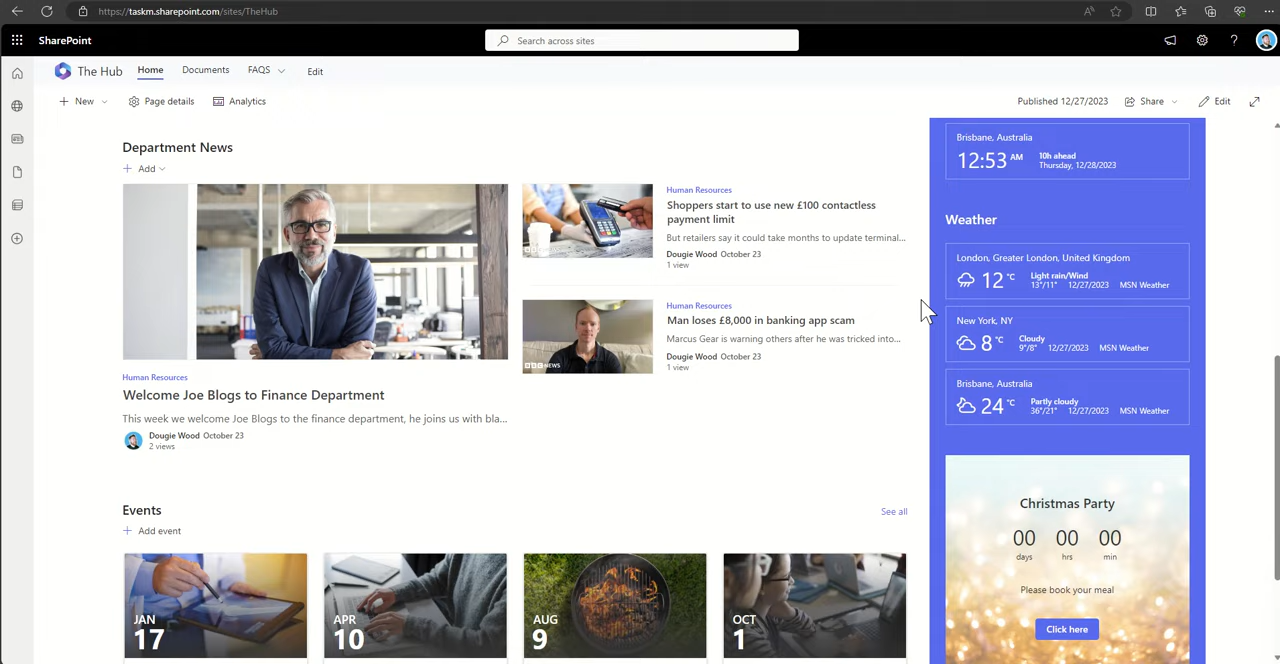 https://taskm.sharepoint.com/sites/TheHub
SharePoint
Search across sites
The Hub
Home
Documents
FAQS
Edit
New
Page details
Analytics
Published 12/27/2023
Share
Edit
Department News
Add
Human Resources
Welcome Joe Blogs to Finance Department
This week we welcome Joe Blogs to the finance department, he joins us with bla...
Dougie Wood October 23
2 views
Human Resources
Shoppers start to use new £100 contactless
payment limit
But retailers say it could take months to update terminal...
Dougie Wood October 23
1 view
BBC NEWS
Human Resources
Man loses £8,000 in banking app scam
Marcus Gear is warning others after he was tricked into...
Dougie Wood October 23
1 view
Events
See all
Add event
JAN
17
APR
10
AUG
9
OCT
1
Brisbane, Australia
12:53 AM
10h ahead
Thursday, 12/28/2023
Weather
London, Greater London, United Kingdom
12 °C
Light rain/Wind
13°/11° 12/27/2023 MSN Weather
New York, NY
8 °C
Cloudy
9°/8° 12/27/2023 MSN Weather
Brisbane, Australia
24 °C
Partly cloudy
36°/21° 12/27/2023 MSN Weather
Christmas Party
00 00 00
days hrs min
Please book your meal
Click here